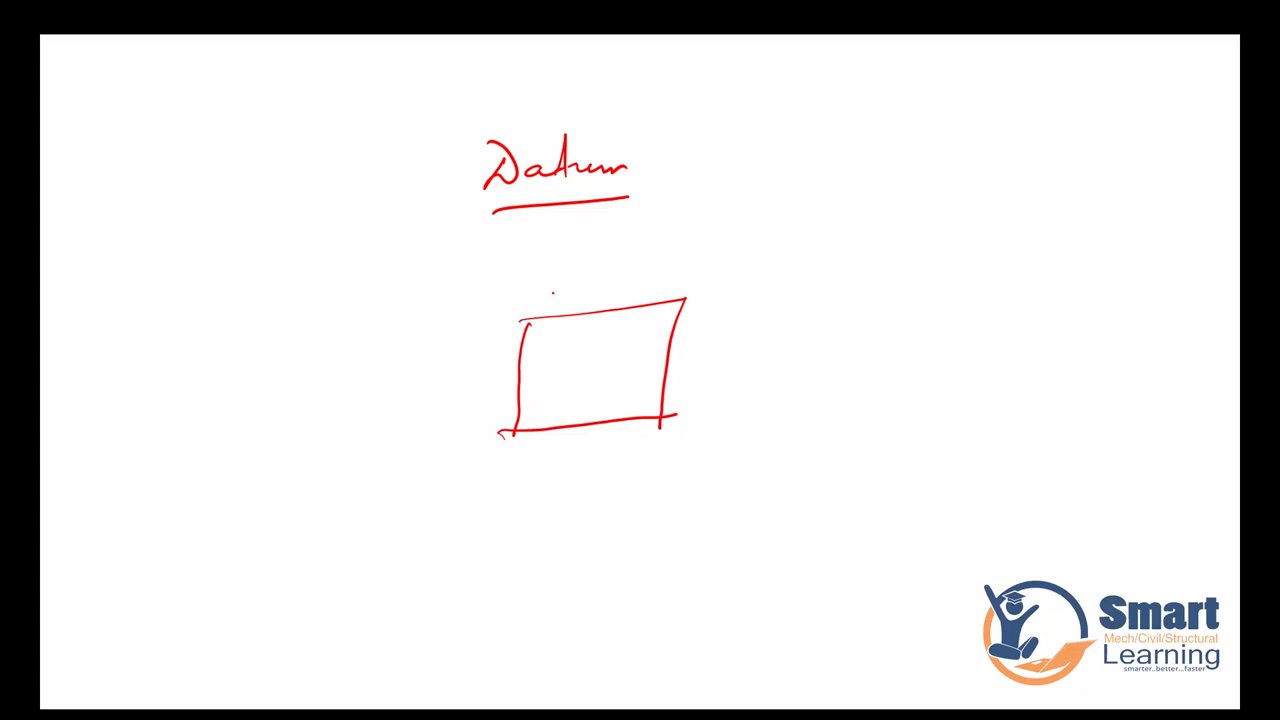 Datum
Smart
Mech/Civil/Structural
Learning
smarter..better...faster